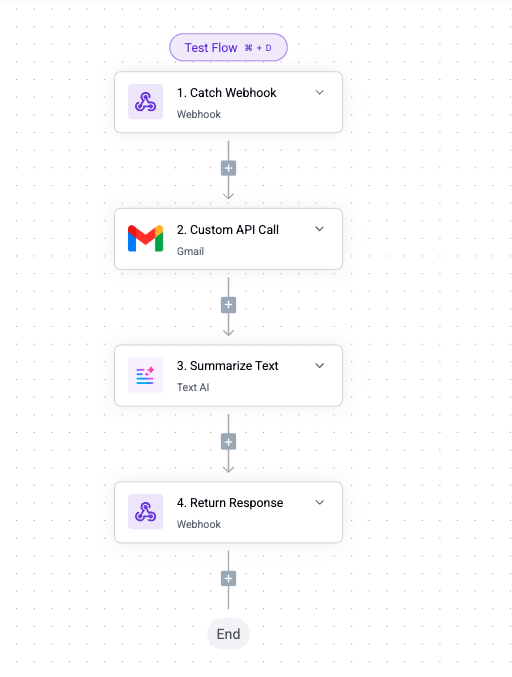 Test Flow ⌘ + D
1. Catch Webhook
Webhook
2. Custom API Call
Gmail
3. Summarize Text
Text AI
4. Return Response
Webhook
End